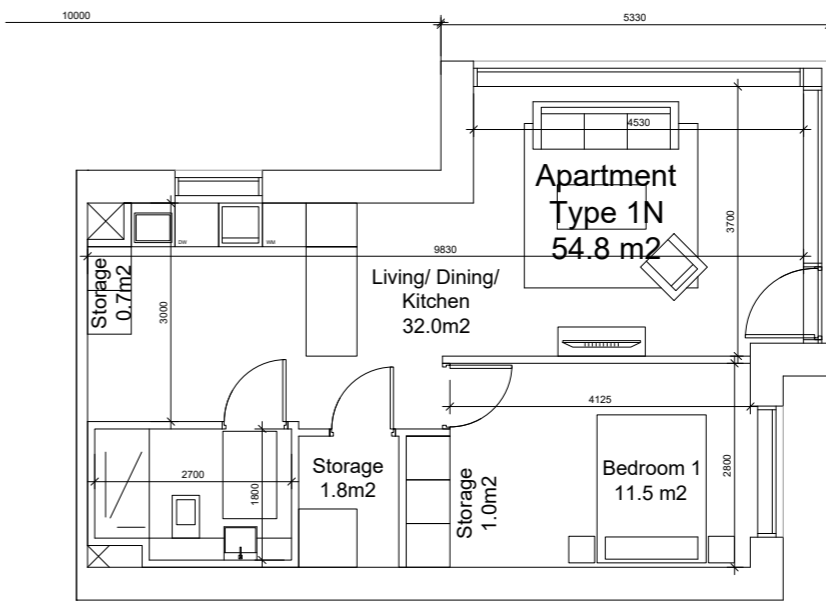 10000
5330
4530
Apartment
Type 1N
54.8 m2
3700
DW
WM
9830
Living/ Dining/
Kitchen
32.0m2
Storage
0.7m2
3000
4125
2700
1800
Storage
1.8m2
Storage
1.0m2
Bedroom 1
11.5 m2
2800